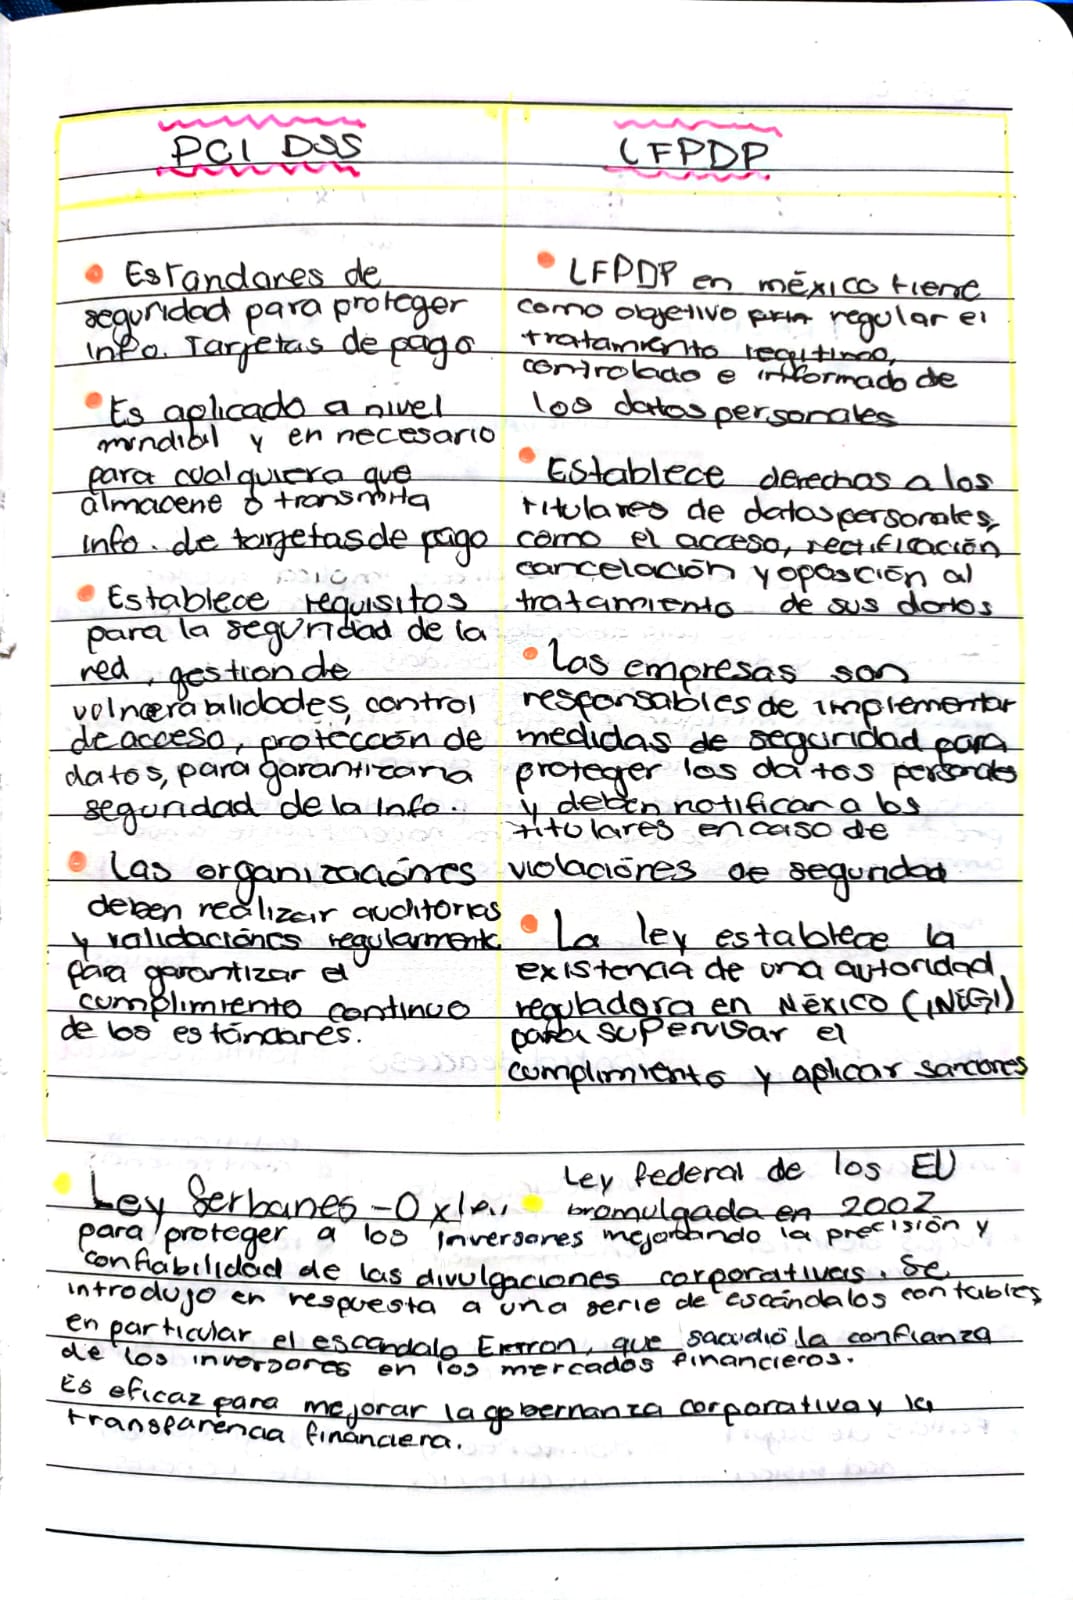 PCI DSS
• Estandares de
seguridad para proteger
info. Tarjetas de pago
• Es aplicado a nivel
mundial y en necesario
para cualquiera que
almacene o transmita
info. de tarjetas de pago
• Establece requisitos
para la seguridad de la
red, gestion de
vulnerabilidades, control
de acceso, protección de
datos, para garantizar la
seguridad de la info.
• Las organizaciónes
deben realizar auditorias
y validaciónes regularmente
para garantizar el
cumplimiento continuo
de los estándares.
LFPDP
• LFPDP en méxico tiene
como objetivo regular el
tratamiento legitimo,
controlado e informado de
los datos personales
• Establece derechos a los
titulares de datos personales,
como el acceso, rectificación
cancelación y oposición al
tratamiento de sus datos
• Las empresas son
responsables de implementar
medidas de seguridad para
proteger los datos personales
y deben notificar a los
titulares en caso de
violaciónes de seguridad
• La ley establece la
existencia de una autoridad
reguladora en México (INEGI)
para supervisar el
cumplimiento y aplicar
Ley Serbanes - Oxley • Ley federal de los EU
promulgada en 2002
para proteger a los inversores mejorando la precisión y
confiabilidad de las divulgaciones corporativas. Se
introdujo en respuesta a una serie de escándalos contables
en particular el escandalo Enron, que sacudió la confianza
de los inversores en los mercados financieros.
Es eficaz para mejorar la gobernanza corporativa y la
transparencia financiera.